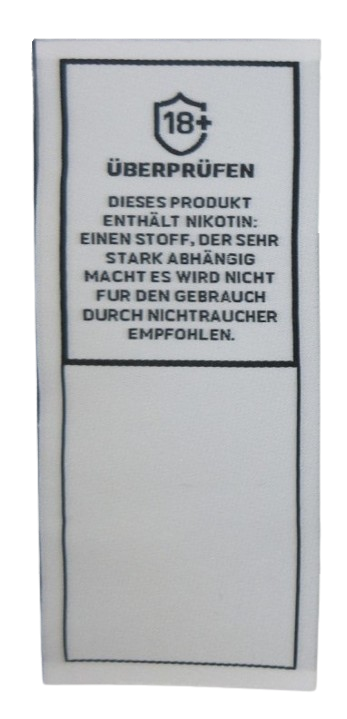 18+
ÜBERPRÜFEN
DIESES PRODUKT
ENTHÄLT NIKOTIN:
EINEN STOFF, DER SEHR
STARK ABHÄNGIG
MACHT ES WIRD NICHT
FUR DEN GEBRAUCH
DURCH NICHTRAUCHER
EMPFOHLEN.